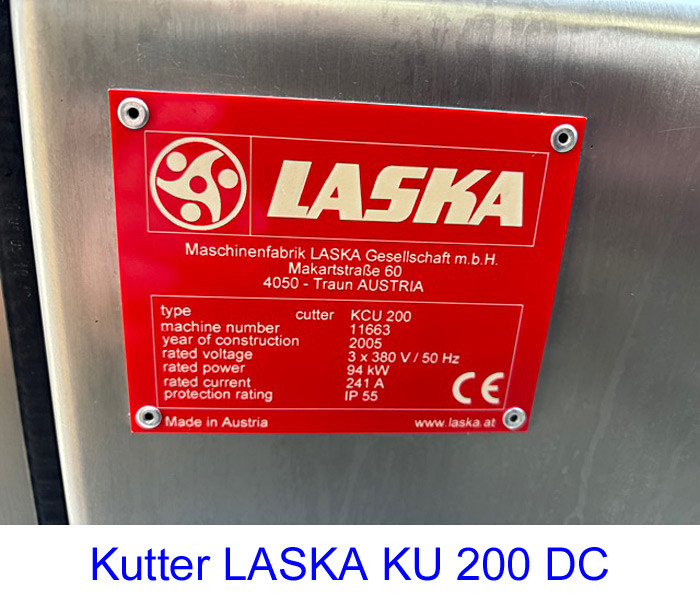 LASKA
Maschinenfabrik LASKA Gesellschaft m.b.H.
Makartstraße 60
4050 - Traun AUSTRIA
type cutter KCU 200
machine number 11663
year of construction 2005
rated voltage 3 x 380 V / 50 Hz
rated power 94 kW
rated current 241 A
protection rating IP 55
CE
Made in Austria www.laska.at
Kutter LASKA KU 200 DC